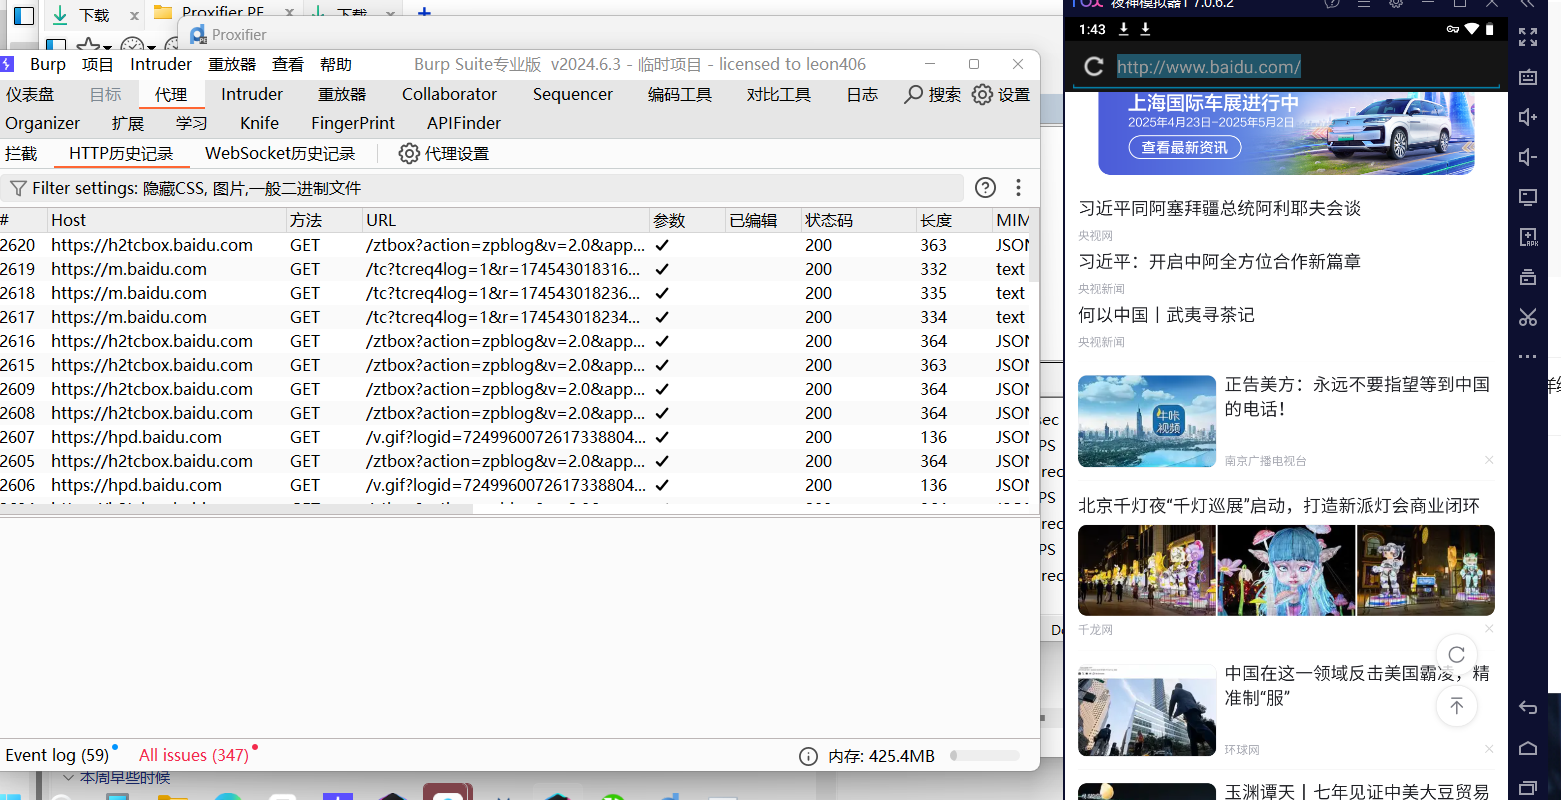 下载
Proxifier PE
下载
Proxifier
Burp 项目 Intruder 重放器 查看 帮助
Burp Suite专业版 v2024.6.3 - 临时项目 - licensed to leon406
仪表盘 目标 代理 Intruder 重放器 Collaborator Sequencer 编码工具 对比工具 日志 搜索 设置
Organizer 扩展 学习 Knife FingerPrint APIFinder
拦截 HTTP历史记录 WebSocket历史记录 代理设置
Filter settings: 隐藏CSS, 图片,一般二进制文件
# Host 方法 URL 参数 已编辑 状态码 长度 MIM
2620 https://h2tcbox.baidu.com GET /ztbox?action=zpblog&v=2.0&app... 200 363 JSON
2619 https://m.baidu.com GET /tc?tcreq4log=1&r=174543018316... 200 332 text
2618 https://m.baidu.com GET /tc?tcreq4log=1&r=174543018236... 200 335 text
2617 https://m.baidu.com GET /tc?tcreq4log=1&r=174543018234... 200 334 text
2616 https://h2tcbox.baidu.com GET /ztbox?action=zpblog&v=2.0&app... 200 364 JSON
2615 https://h2tcbox.baidu.com GET /ztbox?action=zpblog&v=2.0&app... 200 363 JSON
2609 https://h2tcbox.baidu.com GET /ztbox?action=zpblog&v=2.0&app... 200 364 JSON
2608 https://h2tcbox.baidu.com GET /ztbox?action=zpblog&v=2.0&app... 200 364 JSON
2607 https://hpd.baidu.com GET /v.gif?logid=7249960072617338804... 200 136 JSON
2605 https://h2tcbox.baidu.com GET /ztbox?action=zpblog&v=2.0&app... 200 364 JSON
2606 https://hpd.baidu.com GET /v.gif?logid=7249960072617338804... 200 136 JSON
Event log (59) All issues (347) 内存: 425.4MB
本周早些时候
sec
PS
rec
PS
rec
PS
rec
夜神模拟器1 7.0.6.2
1:43
http://www.baidu.com/
上海国际车展进行中
2025年4月23日-2025年5月2日
查看最新资讯
习近平同阿塞拜疆总统阿利耶夫会谈
央视网
习近平：开启中阿全方位合作新篇章
央视新闻
何以中国｜武夷寻茶记
央视新闻
牛咔
视频
正告美方：永远不要指望等到中国
的电话！
南京广播电视台
北京千灯夜“千灯巡展”启动，打造新派灯会商业闭环
千龙网
中国在这一领域反击美国霸凌，精
准制“服”
环球网
玉渊谭天丨七年见证中美大豆贸易